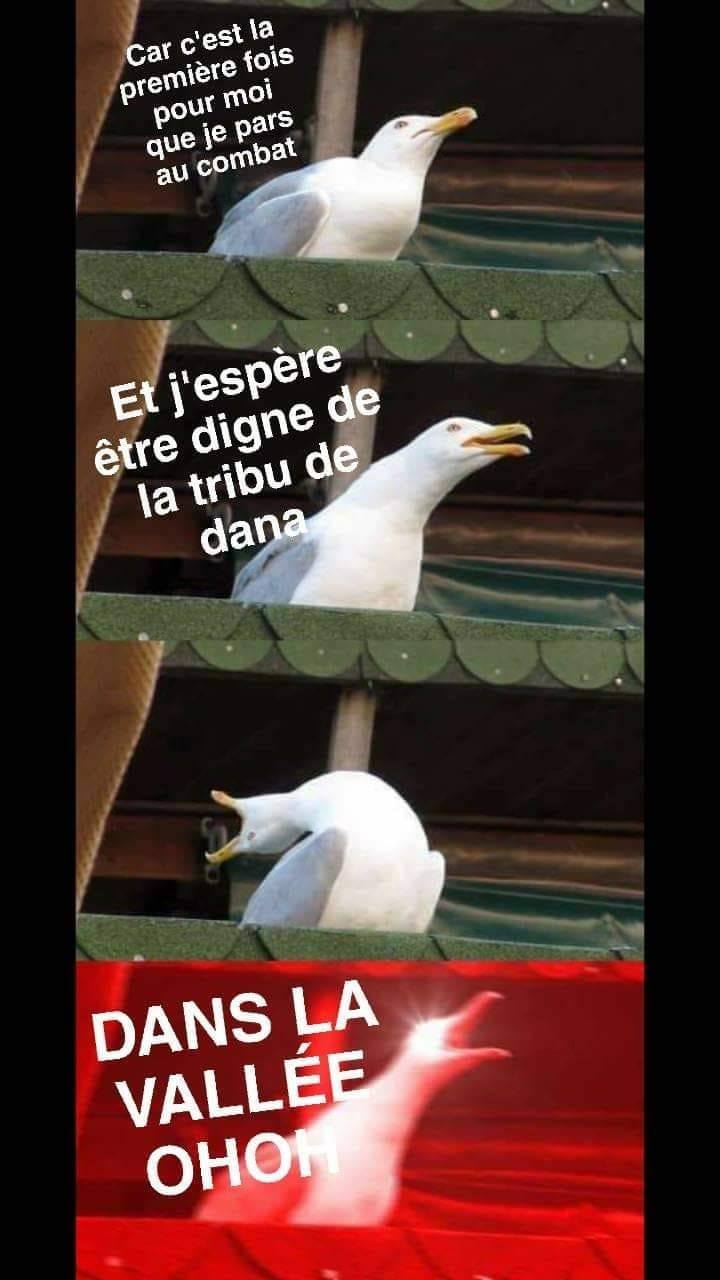 Car c'est la
première fois
pour moi
que je pars
au combat
Et j'espère
être digne de
la tribu de
dana
DANS LA
VALLÉE
OHOH